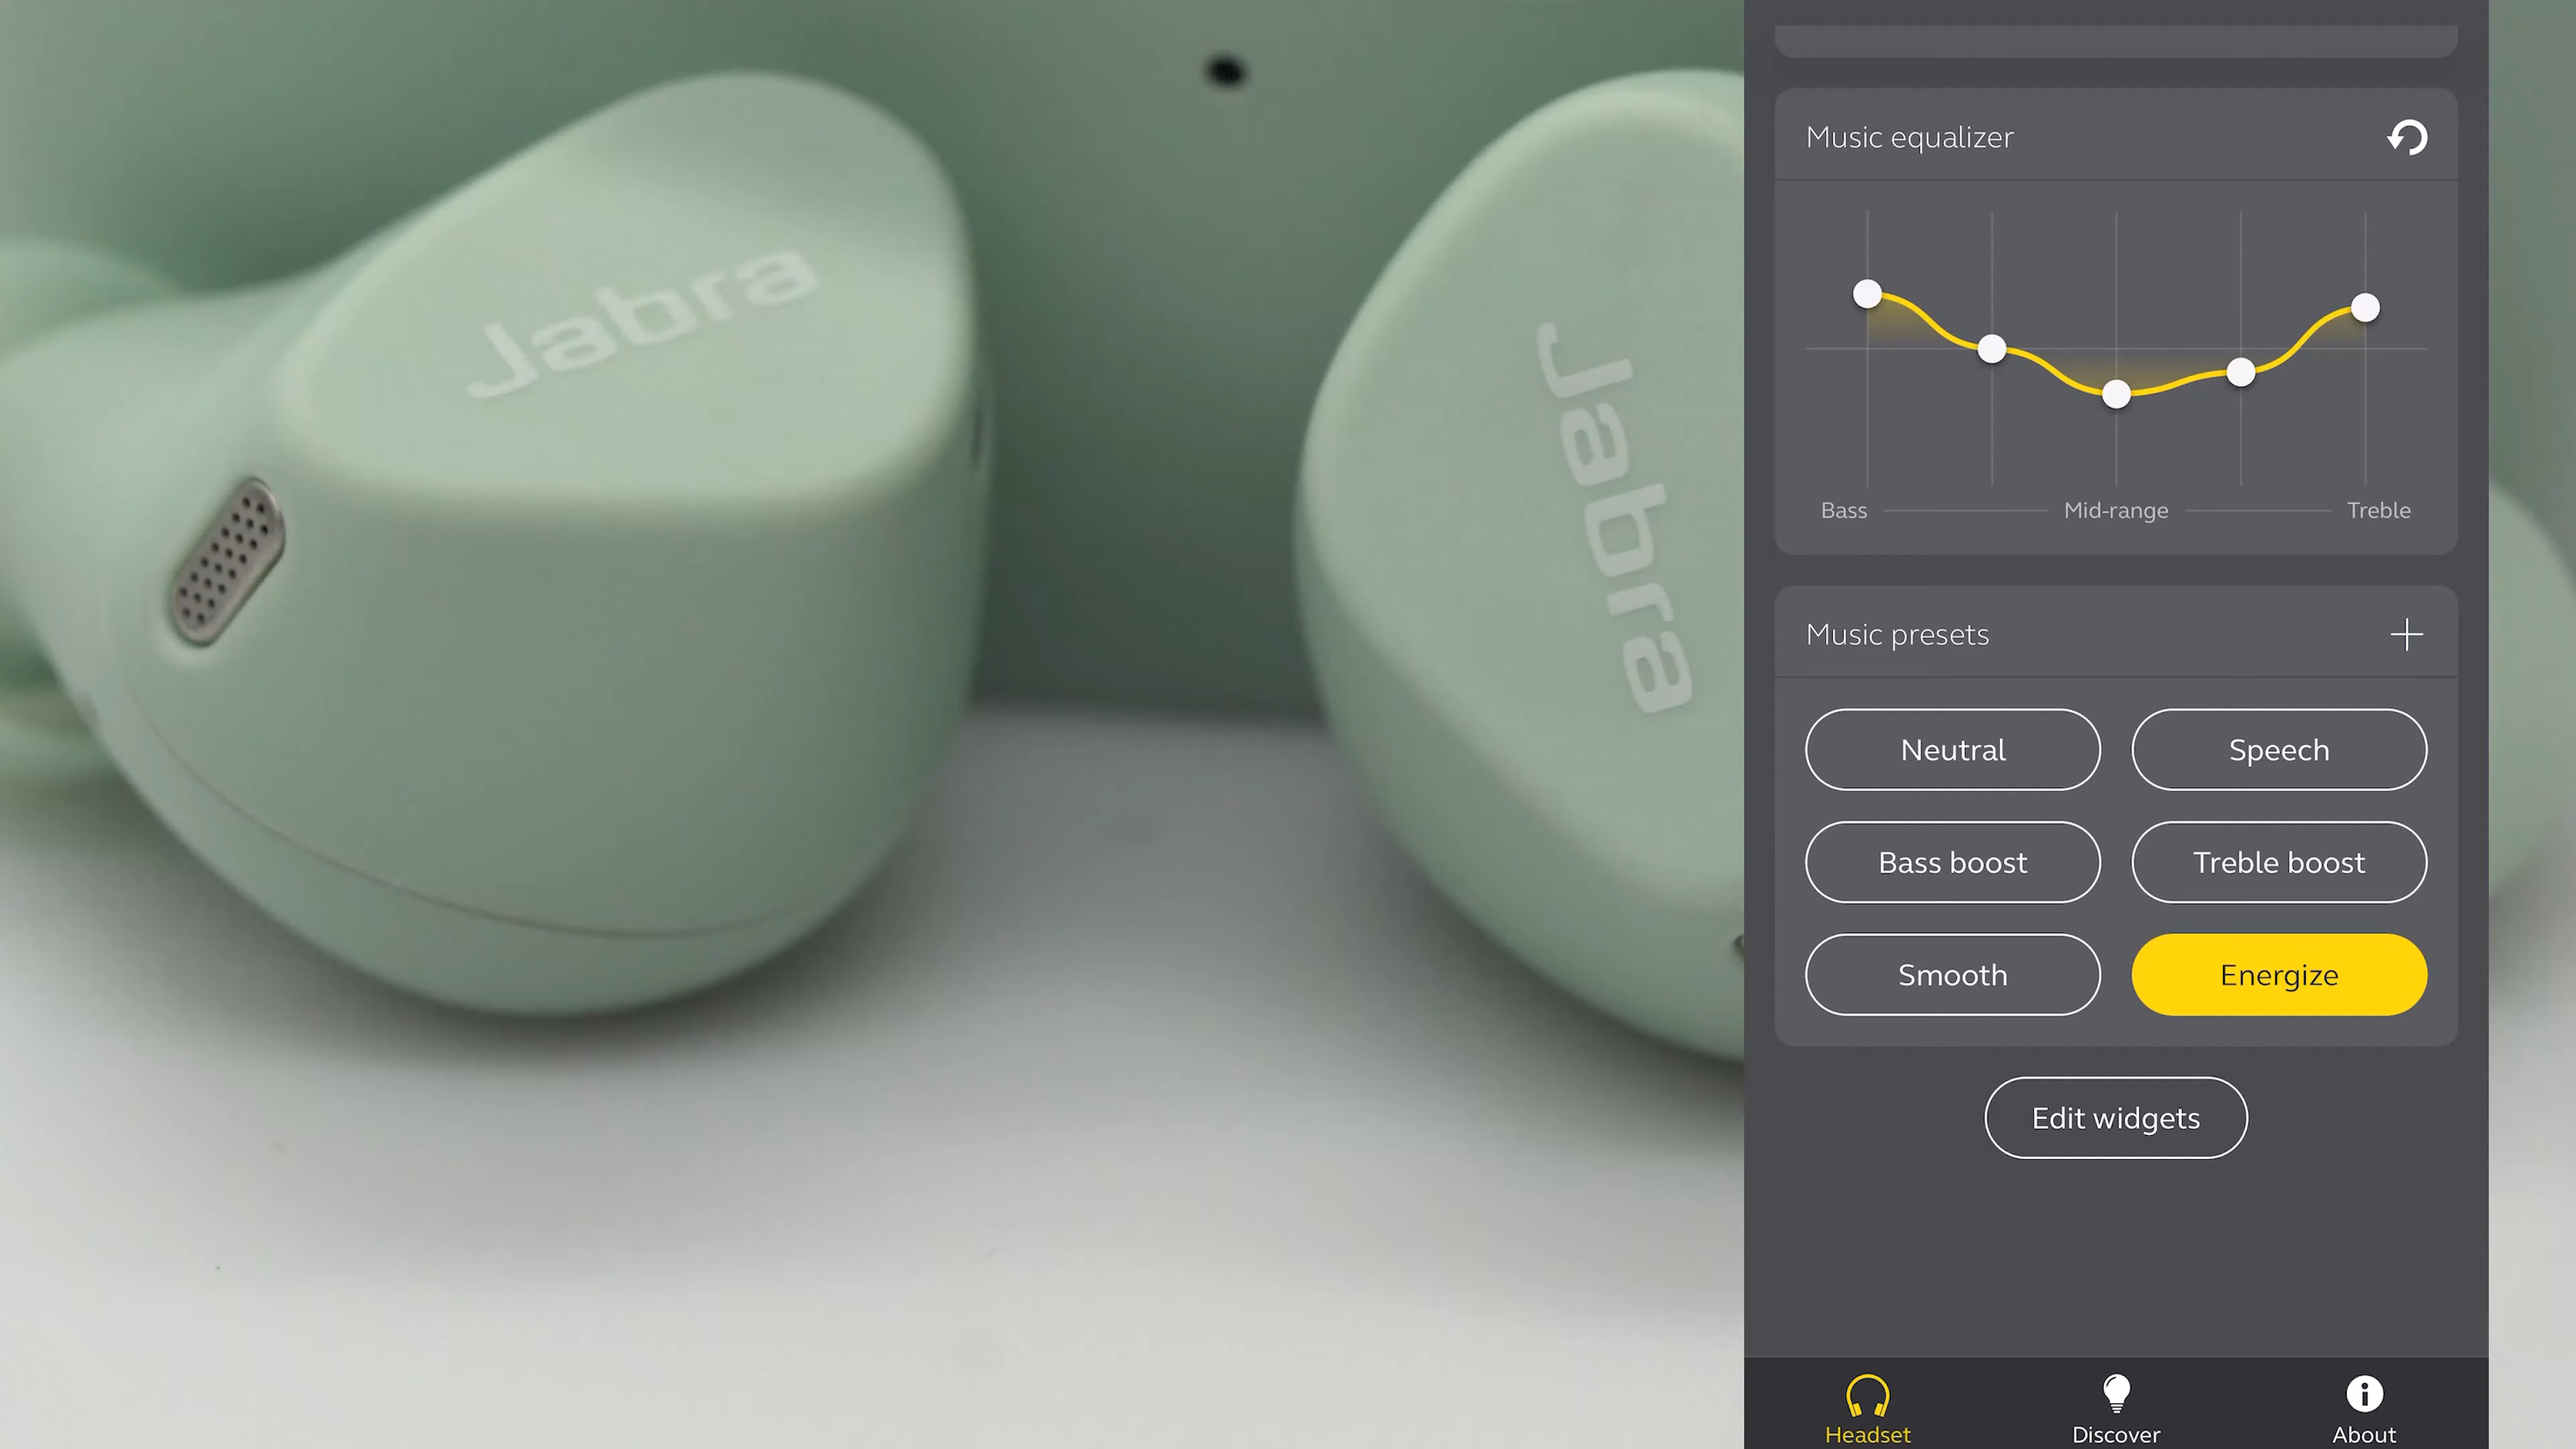 Jabra
Jabra
Music equalizer
Bass
Mid-range
Treble
Music presets
Neutral
Speech
Bass boost
Treble boost
Smooth
Energize
Edit widgets
Headset
Discover
About